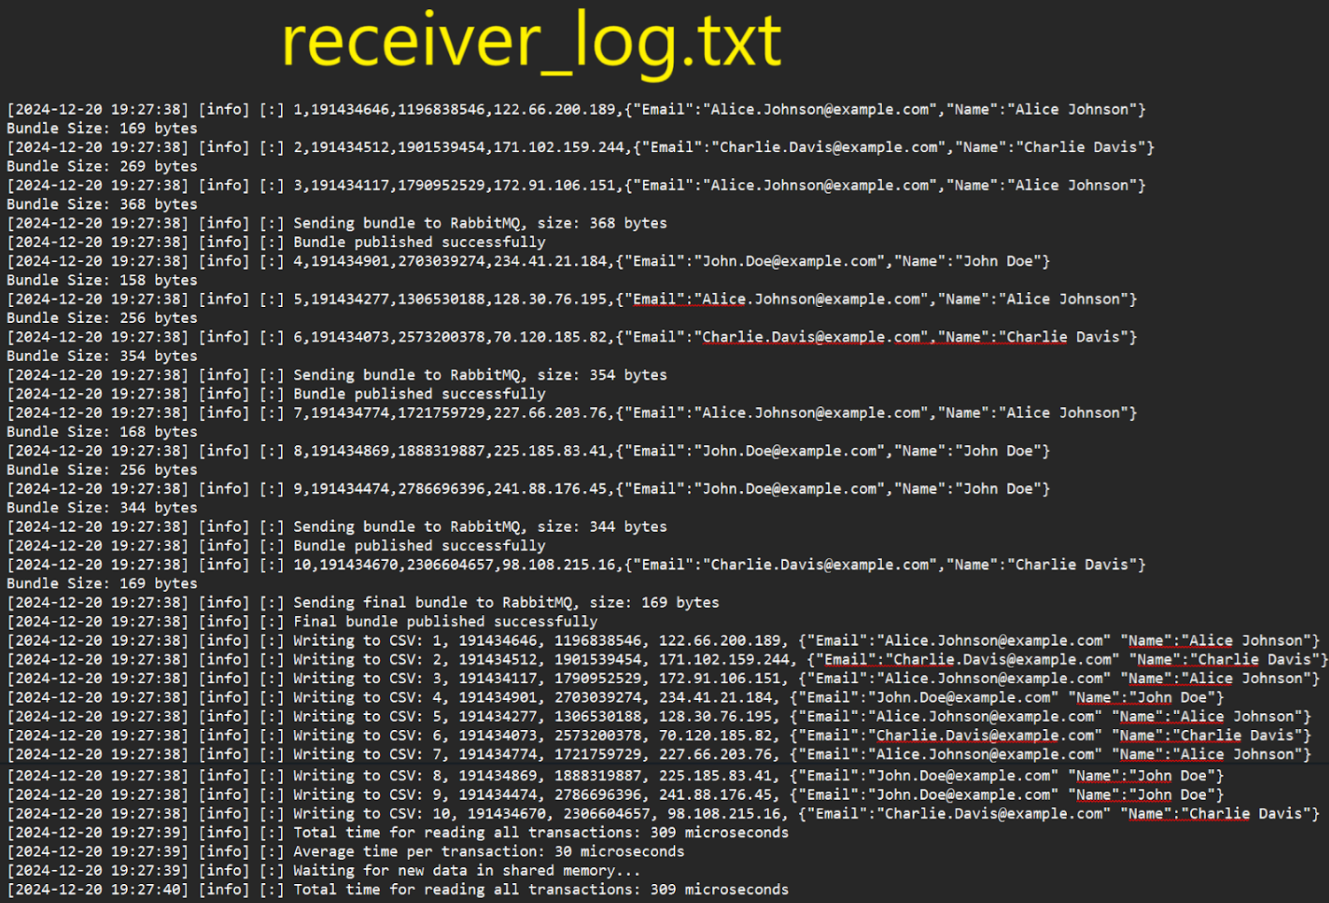 receiver_log.txt
[2024-12-20 19:27:38] [info] [:] 1,191434646,1196838546,122.66.200.189,{"Email":"Alice.Johnson@example.com","Name":"Alice Johnson"}
Bundle Size: 169 bytes
[2024-12-20 19:27:38] [info] [:] 2,191434512,1901539454,171.102.159.244,{"Email":"Charlie.Davis@example.com","Name":"Charlie Davis"}
Bundle Size: 269 bytes
[2024-12-20 19:27:38] [info] [:] 3,191434117,1790952529,172.91.106.151,{"Email":"Alice.Johnson@example.com","Name":"Alice Johnson"}
Bundle Size: 368 bytes
[2024-12-20 19:27:38] [info] [:] Sending bundle to RabbitMQ, size: 368 bytes
[2024-12-20 19:27:38] [info] [:] Bundle published successfully
[2024-12-20 19:27:38] [info] [:] 4,191434901,2703039274,234.41.21.184,{"Email":"John.Doe@example.com","Name":"John Doe"}
Bundle Size: 158 bytes
[2024-12-20 19:27:38] [info] [:] 5,191434277,1306530188,128.30.76.195,{"Email":"Alice.Johnson@example.com","Name":"Alice Johnson"}
Bundle Size: 256 bytes
[2024-12-20 19:27:38] [info] [:] 6,191434073,2573200378,70.120.185.82,{"Email":"Charlie.Davis@example.com","Name":"Charlie Davis"}
Bundle Size: 354 bytes
[2024-12-20 19:27:38] [info] [:] Sending bundle to RabbitMQ, size: 354 bytes
[2024-12-20 19:27:38] [info] [:] Bundle published successfully
[2024-12-20 19:27:38] [info] [:] 7,191434774,1721759729,227.66.203.76,{"Email":"Alice.Johnson@example.com","Name":"Alice Johnson"}
Bundle Size: 168 bytes
[2024-12-20 19:27:38] [info] [:] 8,191434869,1888319887,225.185.83.41,{"Email":"John.Doe@example.com","Name":"John Doe"}
Bundle Size: 256 bytes
[2024-12-20 19:27:38] [info] [:] 9,191434474,2786696396,241.88.176.45,{"Email":"John.Doe@example.com","Name":"John Doe"}
Bundle Size: 344 bytes
[2024-12-20 19:27:38] [info] [:] Sending bundle to RabbitMQ, size: 344 bytes
[2024-12-20 19:27:38] [info] [:] Bundle published successfully
[2024-12-20 19:27:38] [info] [:] 10,191434670,2306604657,98.108.215.16,{"Email":"Charlie.Davis@example.com","Name":"Charlie Davis"}
Bundle Size: 169 bytes
[2024-12-20 19:27:38] [info] [:] Sending final bundle to RabbitMQ, size: 169 bytes
[2024-12-20 19:27:38] [info] [:] Final bundle published successfully
[2024-12-20 19:27:38] [info] [:] Writing to CSV: 1, 191434646, 1196838546, 122.66.200.189, {"Email":"Alice.Johnson@example.com" "Name":"Alice Johnson"}
[2024-12-20 19:27:38] [info] [:] Writing to CSV: 2, 191434512, 1901539454, 171.102.159.244, {"Email":"Charlie.Davis@example.com" "Name":"Charlie Davis"}
[2024-12-20 19:27:38] [info] [:] Writing to CSV: 3, 191434117, 1790952529, 172.91.106.151, {"Email":"Alice.Johnson@example.com" "Name":"Alice Johnson"}
[2024-12-20 19:27:38] [info] [:] Writing to CSV: 4, 191434901, 2703039274, 234.41.21.184, {"Email":"John.Doe@example.com" "Name":"John Doe"}
[2024-12-20 19:27:38] [info] [:] Writing to CSV: 5, 191434277, 1306530188, 128.30.76.195, {"Email":"Alice.Johnson@example.com" "Name":"Alice Johnson"}
[2024-12-20 19:27:38] [info] [:] Writing to CSV: 6, 191434073, 2573200378, 70.120.185.82, {"Email":"Charlie.Davis@example.com" "Name":"Charlie Davis"}
[2024-12-20 19:27:38] [info] [:] Writing to CSV: 7, 191434774, 1721759729, 227.66.203.76, {"Email":"Alice.Johnson@example.com" "Name":"Alice Johnson"}
[2024-12-20 19:27:38] [info] [:] Writing to CSV: 8, 191434869, 1888319887, 225.185.83.41, {"Email":"John.Doe@example.com" "Name":"John Doe"}
[2024-12-20 19:27:38] [info] [:] Writing to CSV: 9, 191434474, 2786696396, 241.88.176.45, {"Email":"John.Doe@example.com" "Name":"John Doe"}
[2024-12-20 19:27:38] [info] [:] Writing to CSV: 10, 191434670, 2306604657, 98.108.215.16, {"Email":"Charlie.Davis@example.com" "Name":"Charlie Davis"}
[2024-12-20 19:27:39] [info] [:] Total time for reading all transactions: 309 microseconds
[2024-12-20 19:27:39] [info] [:] Average time per transaction: 30 microseconds
[2024-12-20 19:27:39] [info] [:] Waiting for new data in shared memory...
[2024-12-20 19:27:40] [info] [:] Total time for reading all transactions: 309 microseconds